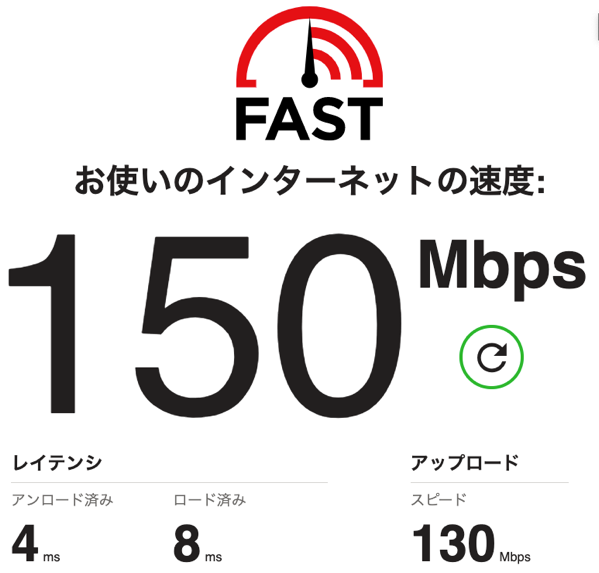 FAST
お使いのインターネットの速度:
150 Mbps
レイテンシ アップロード
アンロード済み ロード済み スピード
4 ms 8 ms 130 Mbps